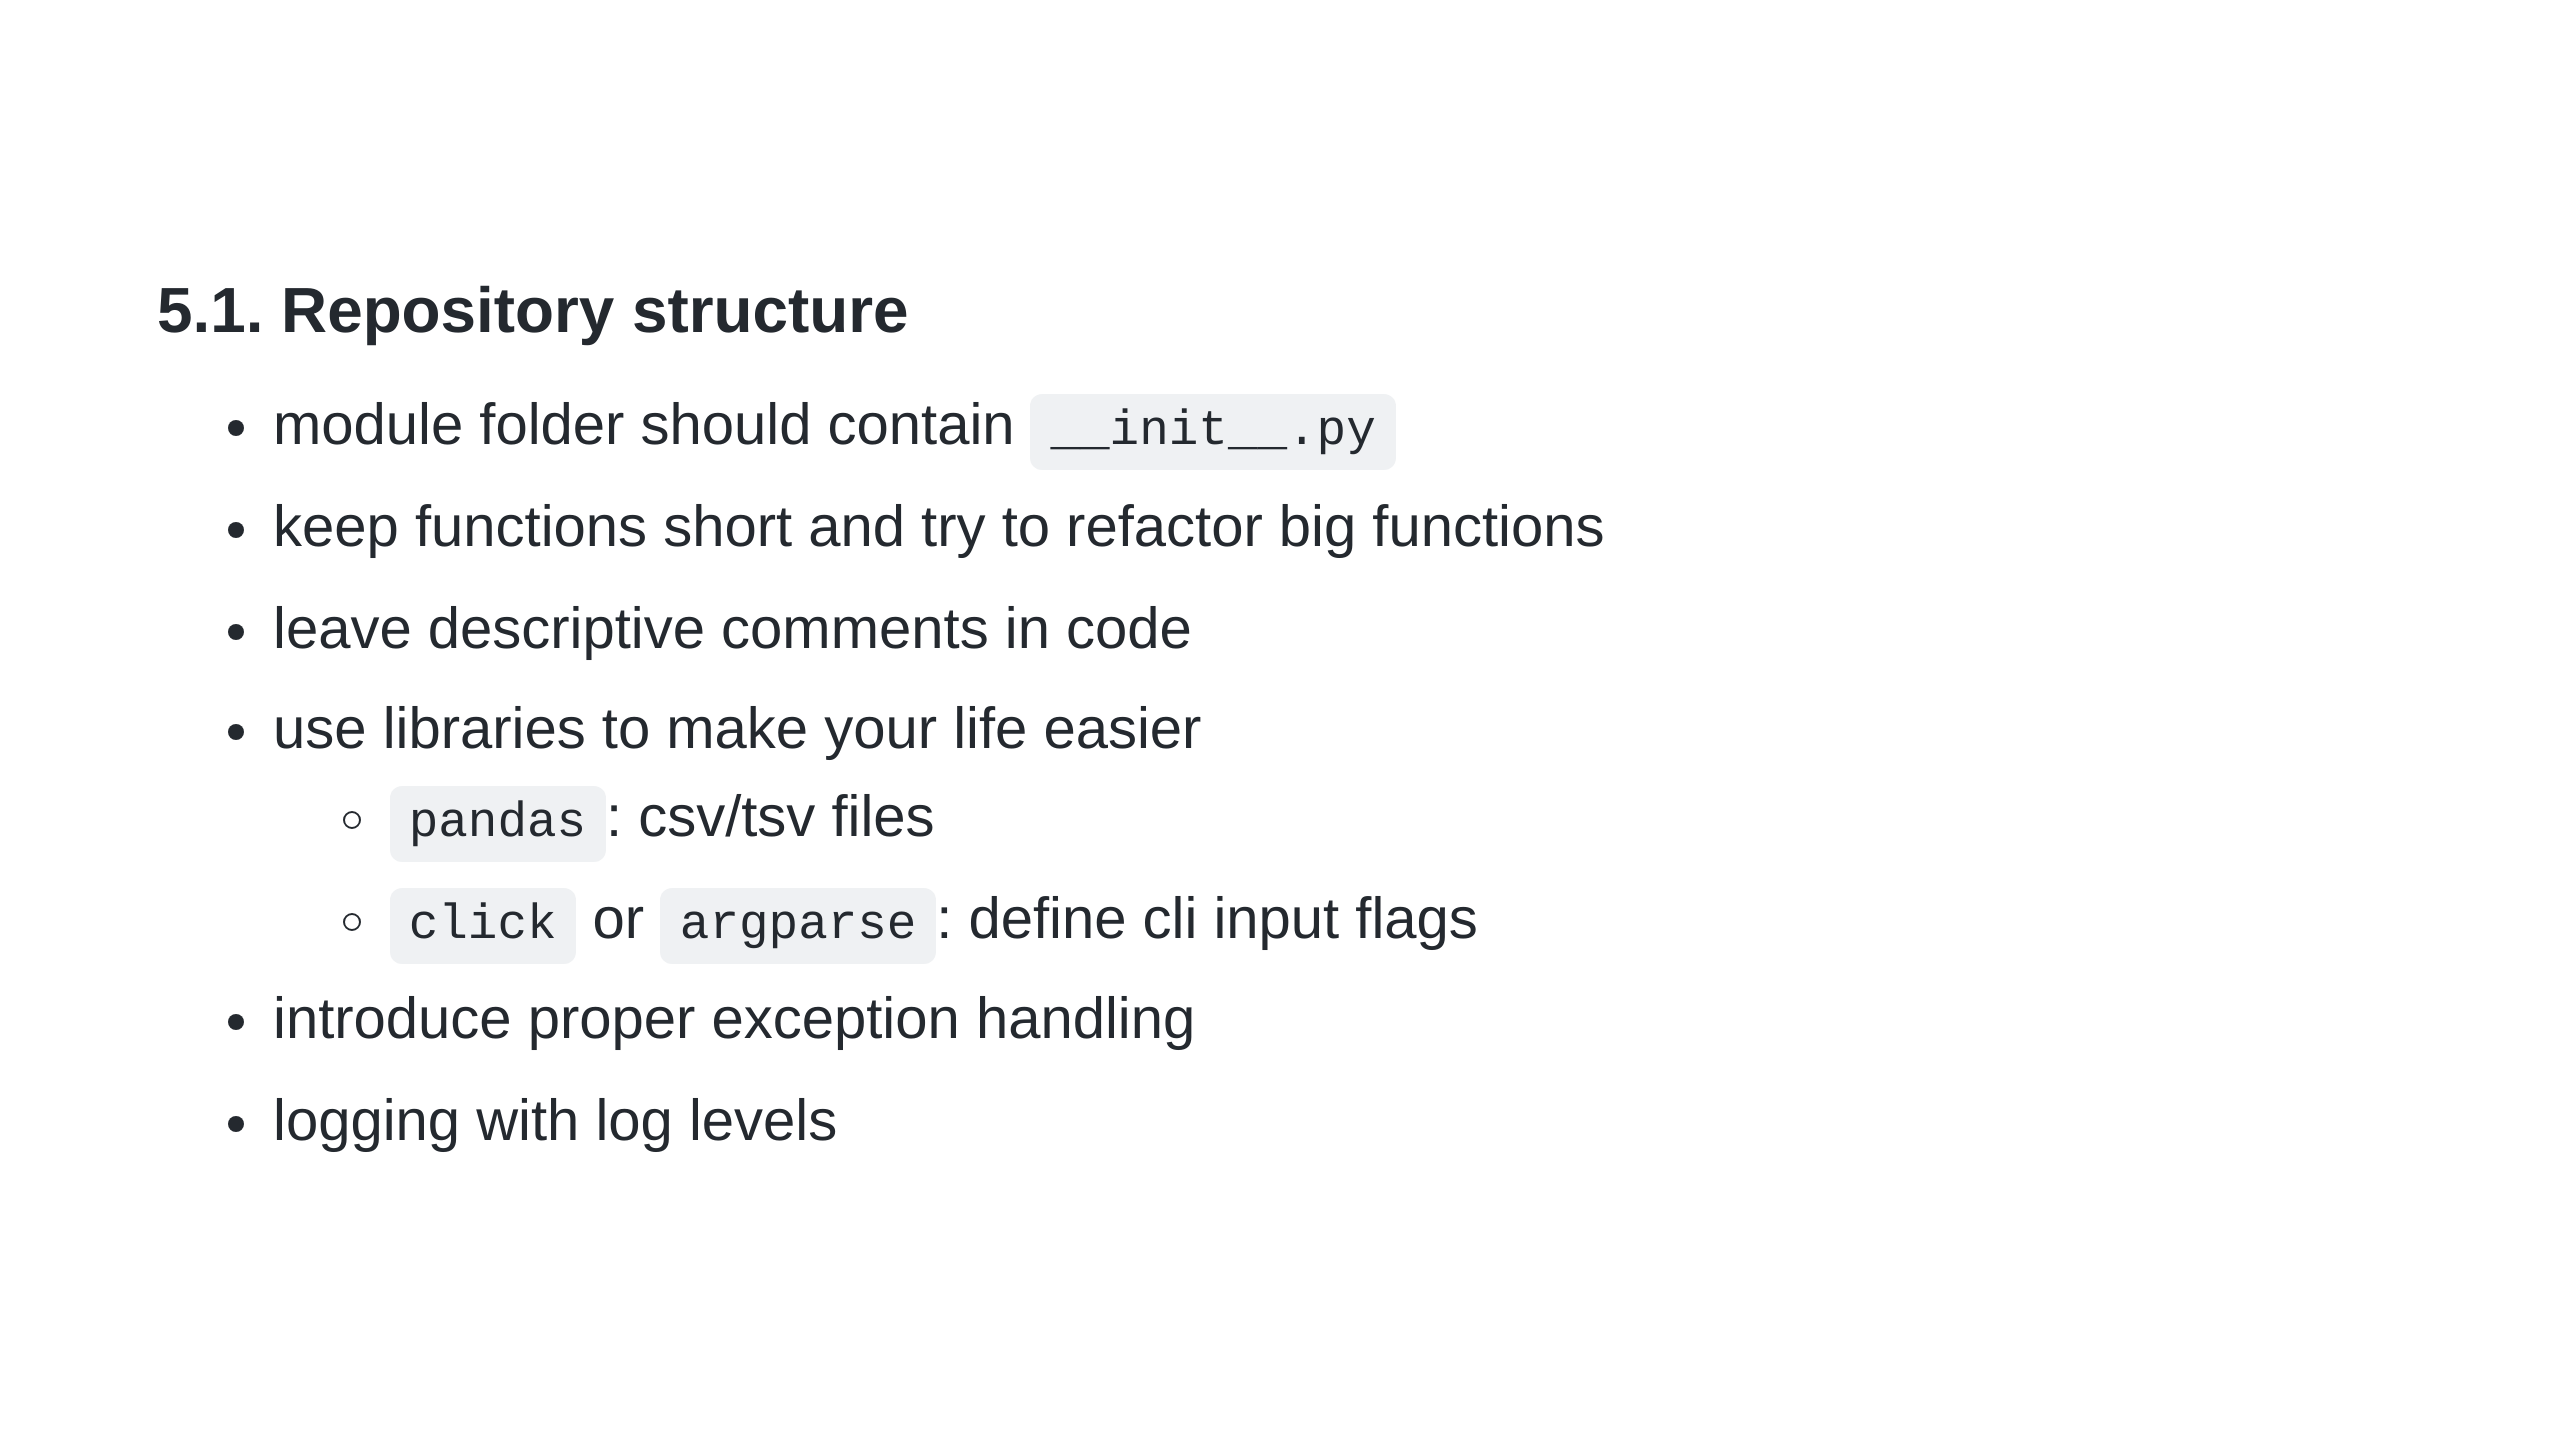 5.1. Repository structure
module folder should contain __init__.py
keep functions short and try to refactor big functions
leave descriptive comments in code
use libraries to make your life easier
pandas: csv/tsv files
click or argparse: define cli input flags
introduce proper exception handling
logging with log levels